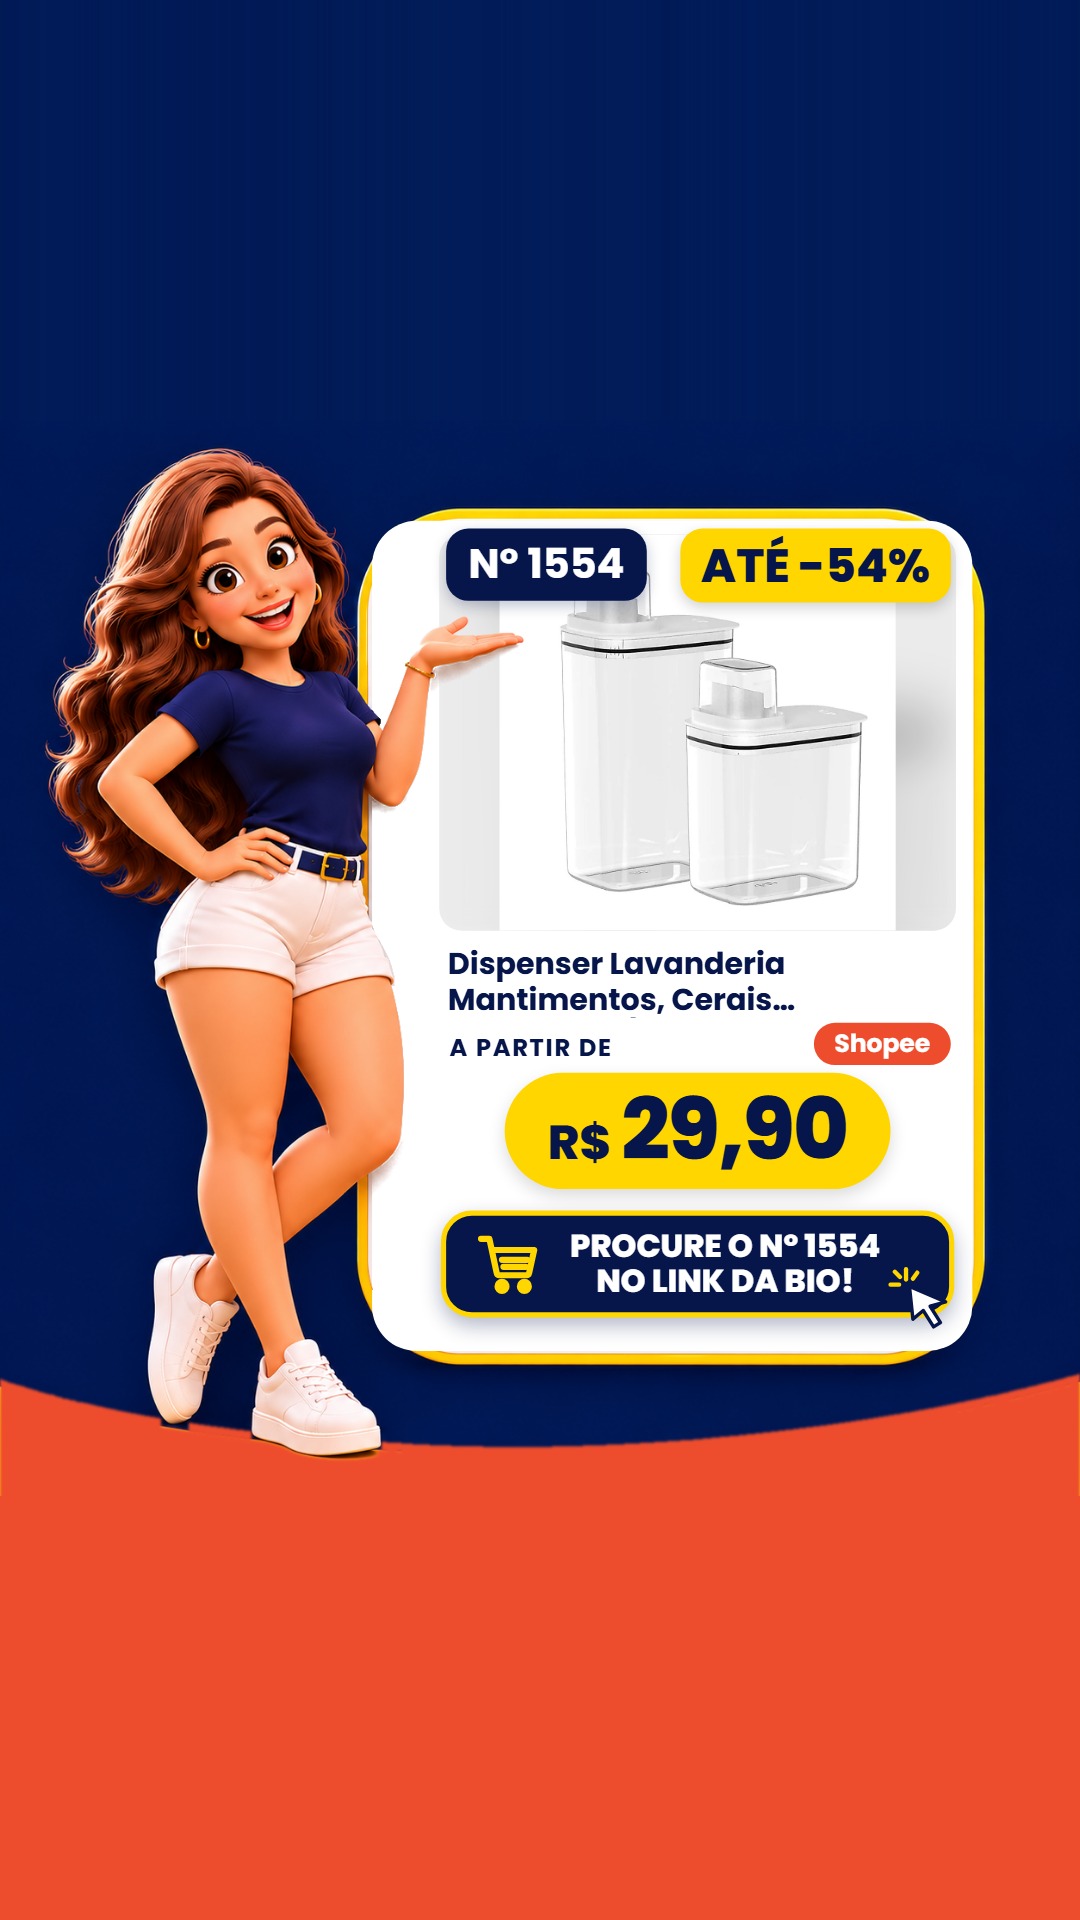 Nº 1554
ATÉ -54%
Dispenser Lavanderia
Mantimentos, Cerais...
A PARTIR DE
Shopee
R$ 29,90
PROCURE O Nº 1554
NO LINK DA BIO!